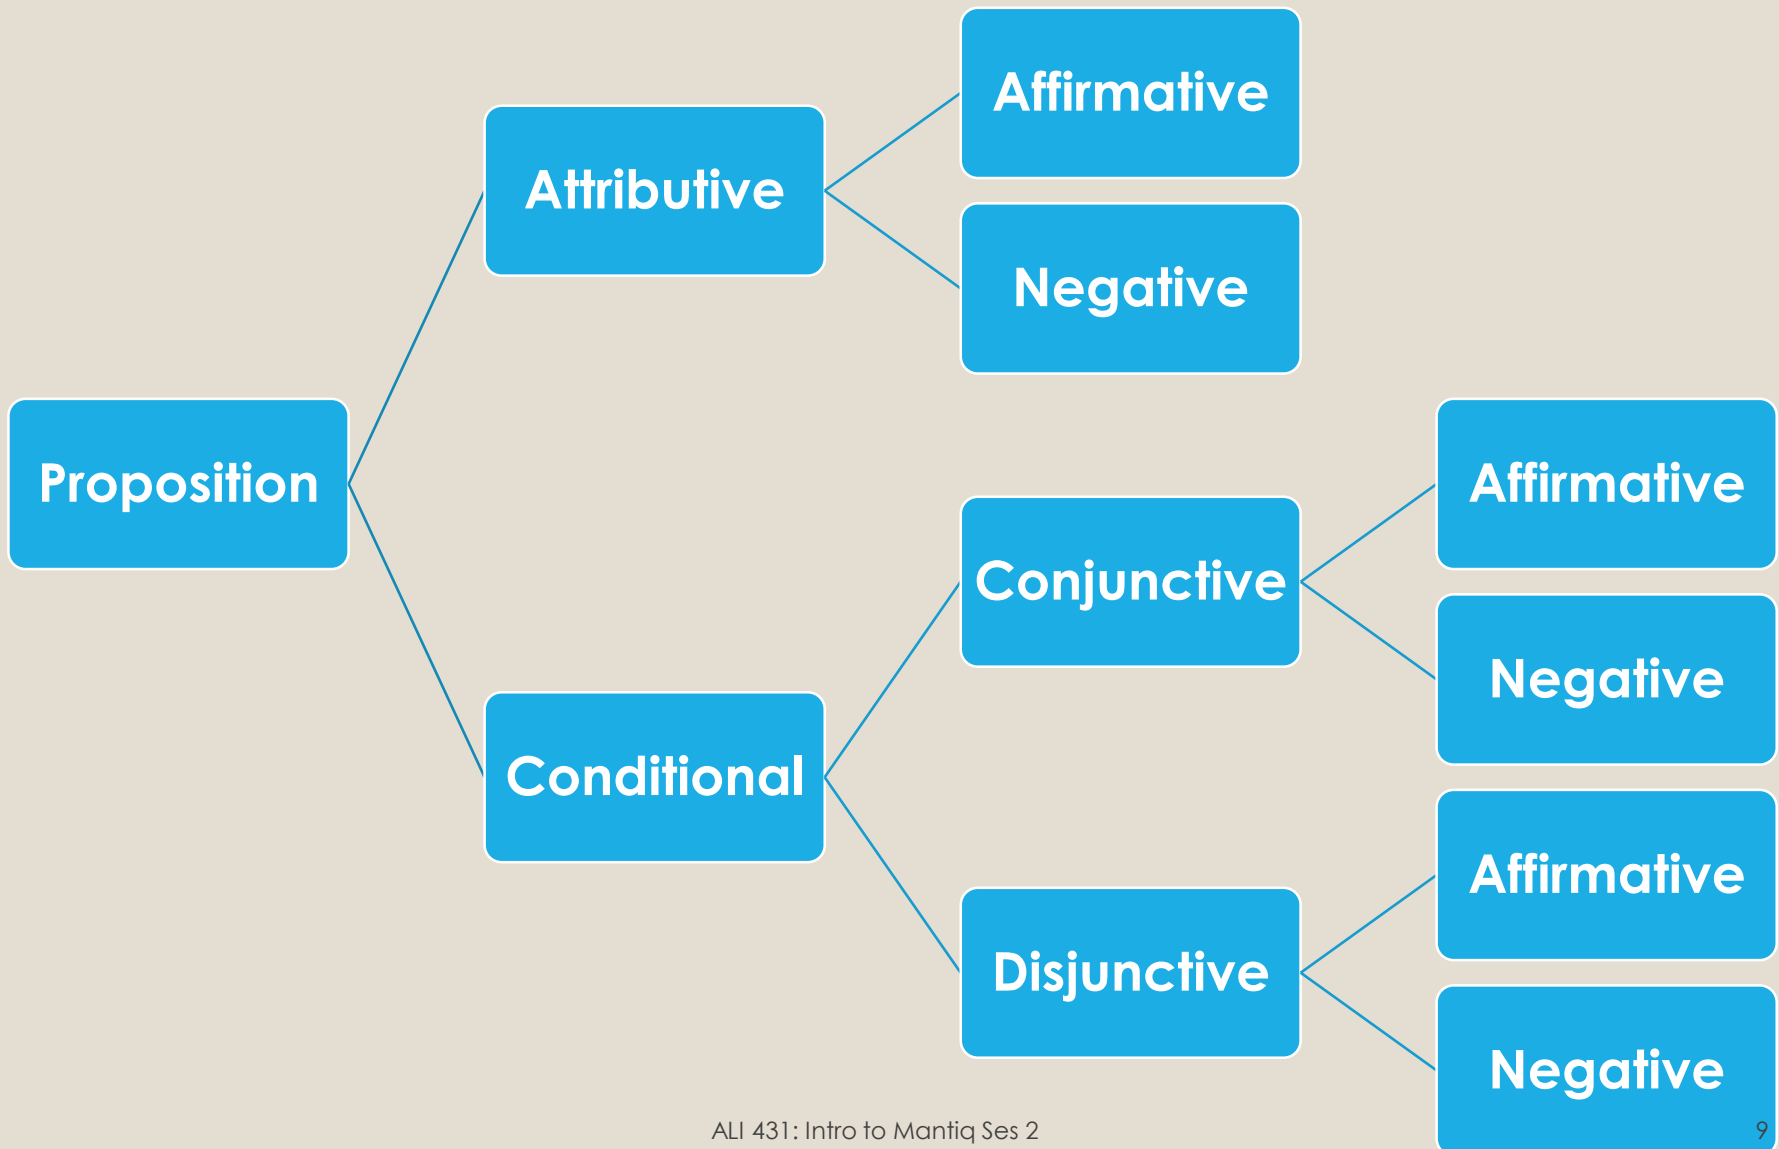 Affirmative
Attributive
Negative
Proposition
Affirmative
Conjunctive
Negative
Conditional
Affirmative
Disjunctive
Negative
ALI 431: Intro to Mantiq Ses 2
9